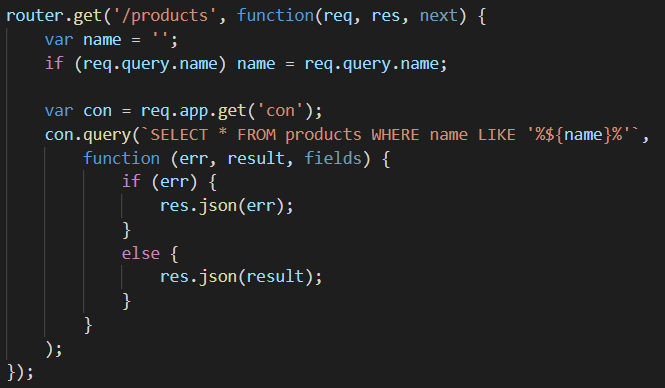 router.get('/products', function(req, res, next) {
    var name = '';
    if (req.query.name) name = req.query.name;

    var con = req.app.get('con');
    con.query(`SELECT * FROM products WHERE name LIKE '%${name}%'`,
        function (err, result, fields) {
            if (err) {
                res.json(err);
            }
            else {
                res.json(result);
            }
        }
    );
});